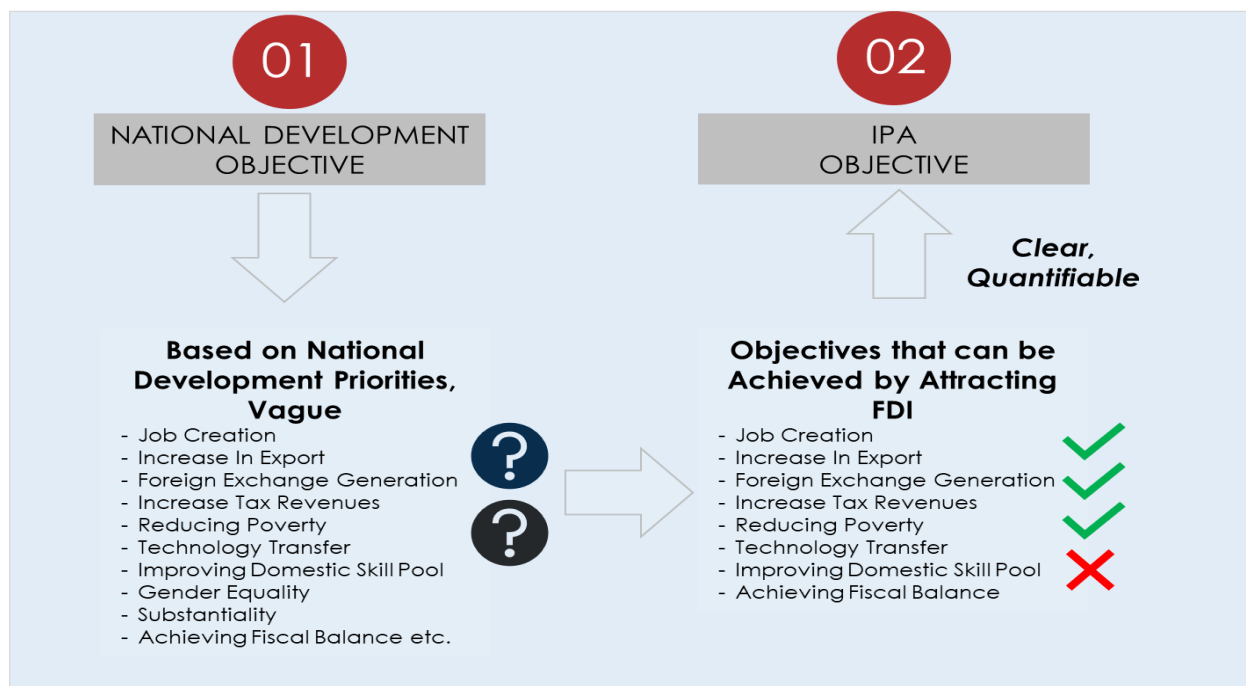 01
NATIONAL DEVELOPMENT
OBJECTIVE
Based on National
Development Priorities,
Vague
- Job Creation
- Increase In Export
- Foreign Exchange Generation
- Increase Tax Revenues
- Reducing Poverty
- Technology Transfer
- Improving Domestic Skill Pool
- Gender Equality
- Substantiality
- Achieving Fiscal Balance etc.
?
?
02
IPA
OBJECTIVE
Clear,
Quantifiable
Objectives that can be
Achieved by Attracting
FDI
- Job Creation
- Increase In Export
- Foreign Exchange Generation
- Increase Tax Revenues
- Reducing Poverty
- Technology Transfer
- Improving Domestic Skill Pool
- Achieving Fiscal Balance